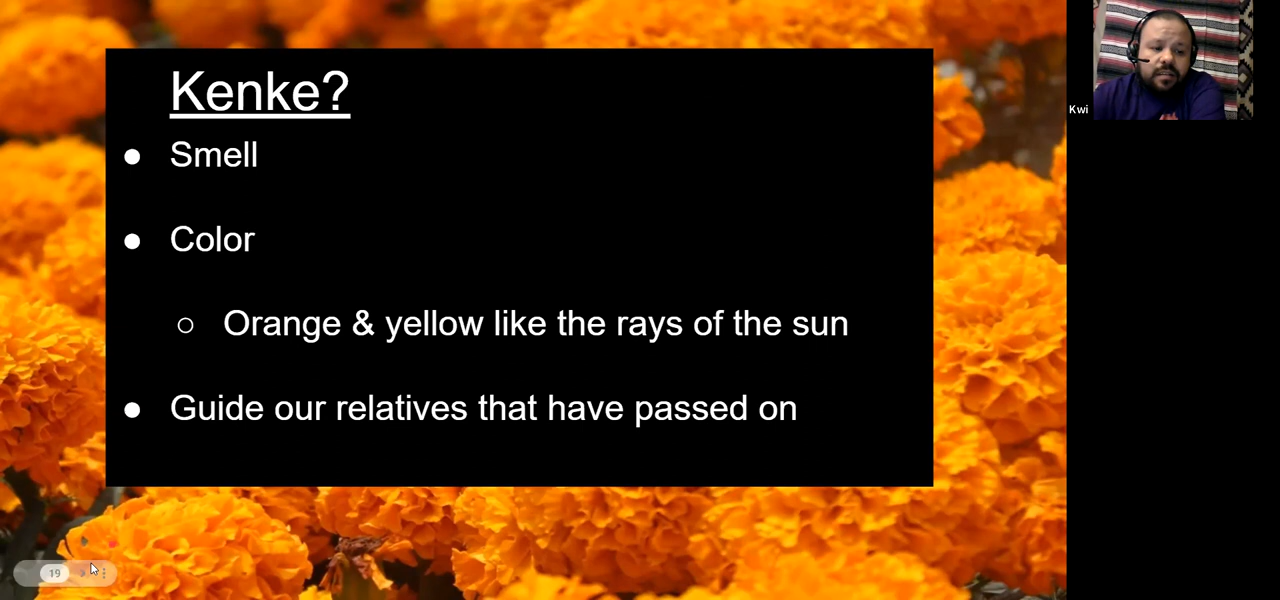 Kenke?
Smell
Color
Orange & yellow like the rays of the sun
Guide our relatives that have passed on
Kwi
19